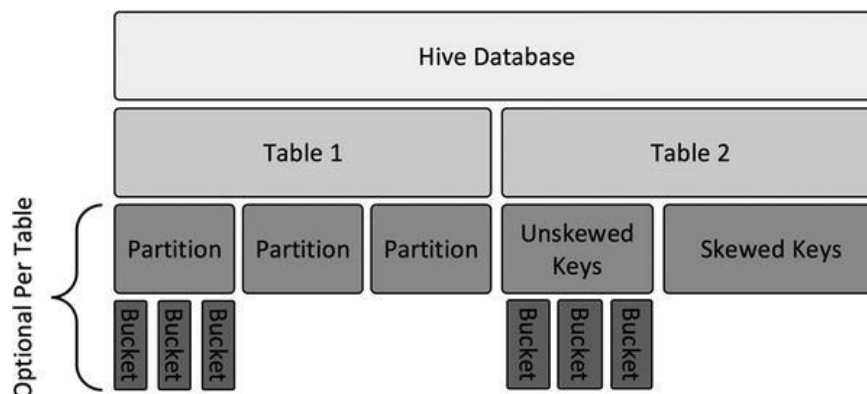 Hive Database
Table 1
Table 2
Optional Per Table
Partition
Partition
Partition
Unskewed
Keys
Skewed Keys
Bucket
Bucket
Bucket
Bucket
Bucket
Bucket